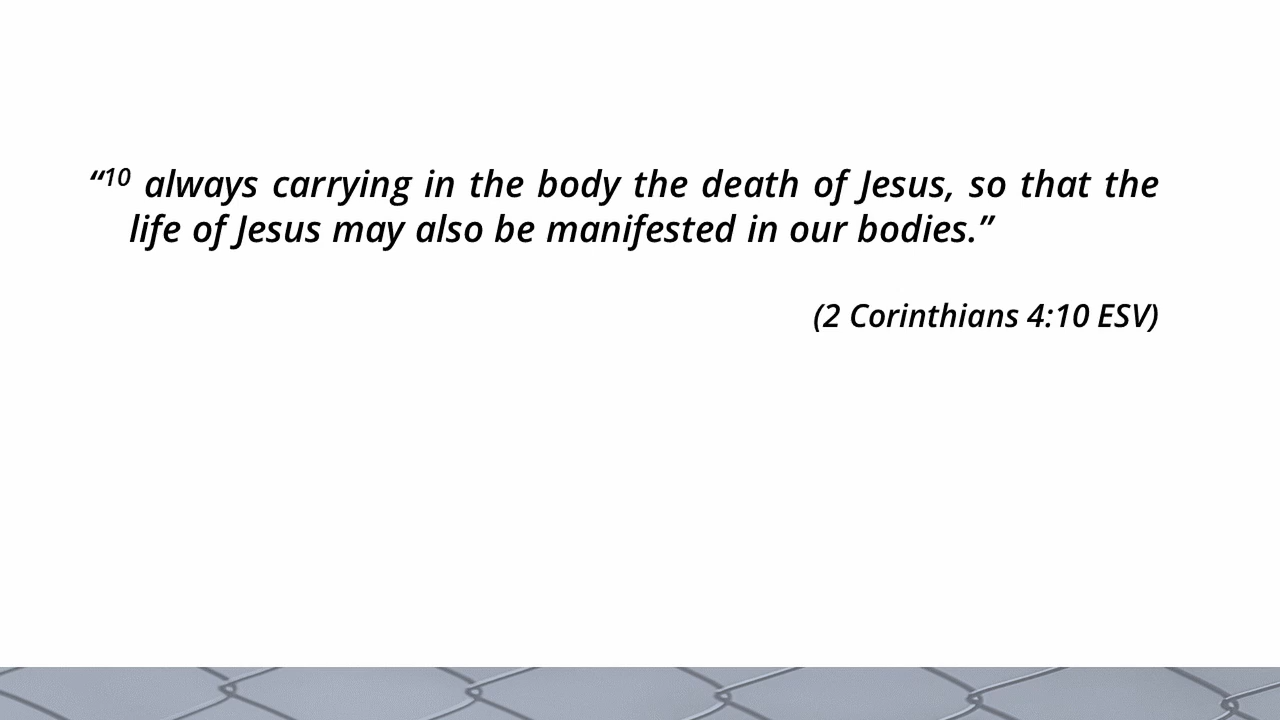 “10 always carrying in the body the death of Jesus, so that the
life of Jesus may also be manifested in our bodies.”
(2 Corinthians 4:10 ESV)